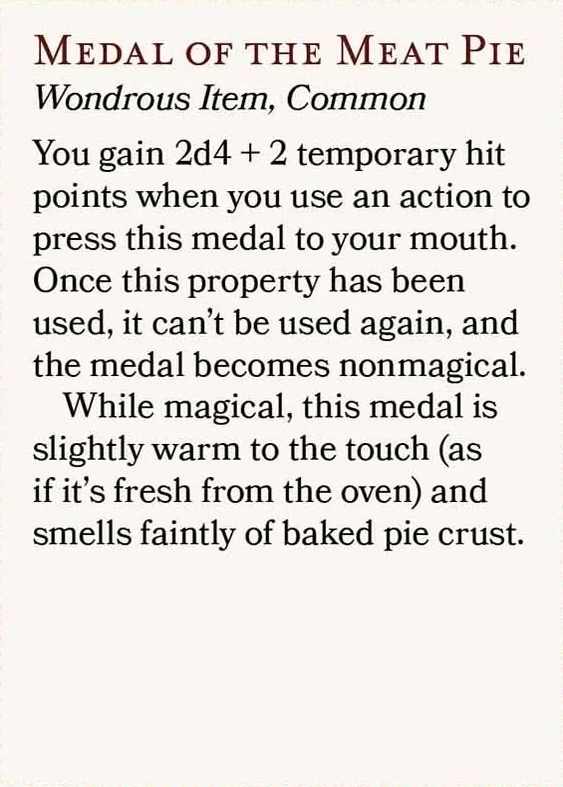 Medal of the Meat Pie
Wondrous Item, Common
You gain 2d4 + 2 temporary hit
points when you use an action to
press this medal to your mouth.
Once this property has been
used, it can’t be used again, and
the medal becomes nonmagical.
While magical, this medal is
slightly warm to the touch (as
if it’s fresh from the oven) and
smells faintly of baked pie crust.